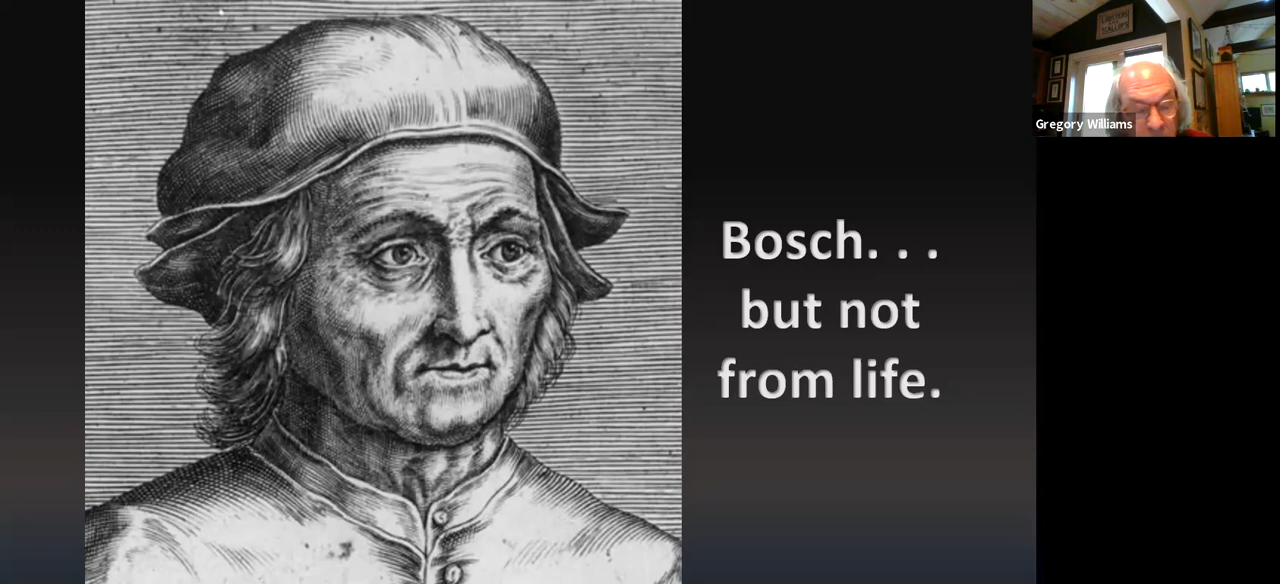 Bosch. . .
but not
from life.
Gregory Williams